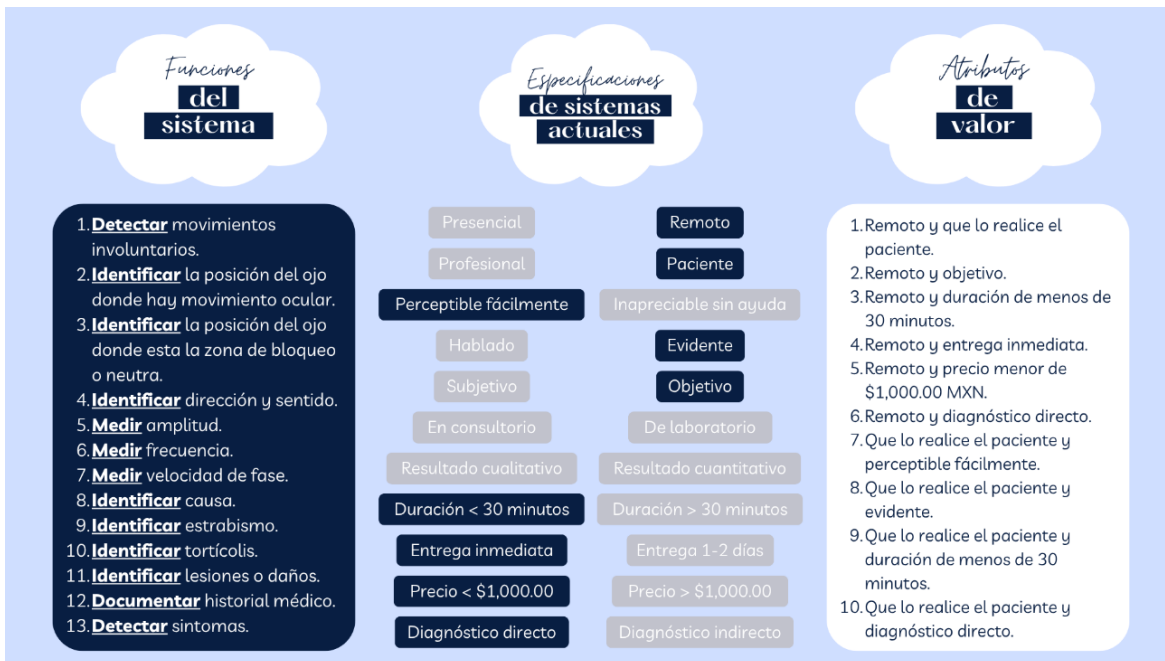 Funciones
del
sistema
1. Detectar movimientos
involuntarios.
2. Identificar la posición del ojo
donde hay movimiento ocular.
3. Identificar la posición del ojo
donde esta la zona de bloqueo
o neutra.
4. Identificar dirección y sentido.
5. Medir amplitud.
6. Medir frecuencia.
7. Medir velocidad de fase.
8. Identificar causa.
9. Identificar estrabismo.
10. Identificar tortícolis.
11. Identificar lesiones o daños.
12. Documentar historial médico.
13. Detectar sintomas.
Especificaciones
de sistemas
actuales
Presencial
Remoto
Profesional
Paciente
Perceptible fácilmente
Inapreciable sin ayuda
Hablado
Evidente
Subjetivo
Objetivo
En consultorio
De laboratorio
Resultado cualitativo
Resultado cuantitativo
Duración < 30 minutos
Duración > 30 minutos
Entrega inmediata
Entrega 1-2 días
Precio < $1,000.00
Precio > $1,000.00
Diagnóstico directo
Diagnóstico indirecto
Atributos
de
valor
1. Remoto y que lo realice el
paciente.
2. Remoto y objetivo.
3. Remoto y duración de menos de
30 minutos.
4. Remoto y entrega inmediata.
5. Remoto y precio menor de
$1,000.00 MXN.
6. Remoto y diagnóstico directo.
7. Que lo realice el paciente y
perceptible fácilmente.
8. Que lo realice el paciente y
evidente.
9. Que lo realice el paciente y
duración de menos de 30
minutos.
10. Que lo realice el paciente y
diagnóstico directo.